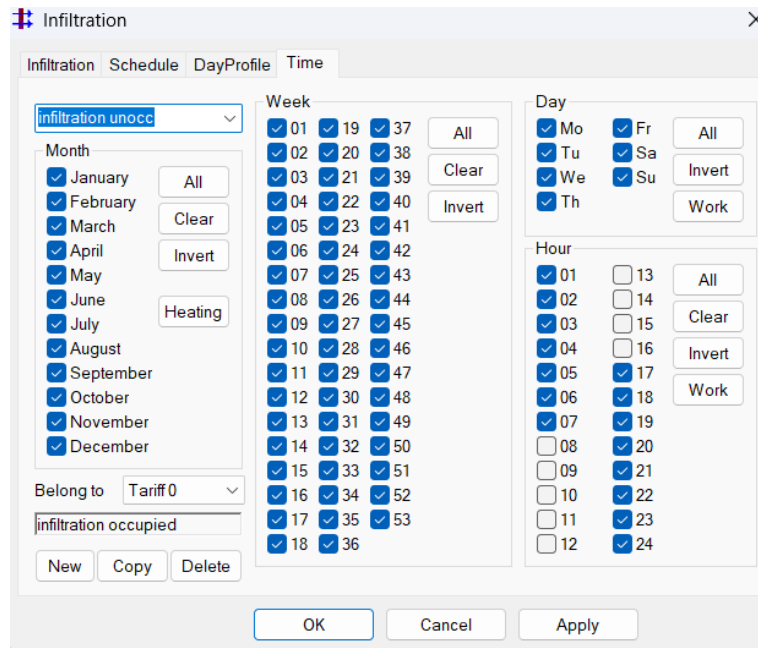 Infiltration
Infiltration Schedule DayProfile Time
infiltration unocc
Month
January
February
March
April
May
June
July
August
September
October
November
December
All
Clear
Invert
Heating
Belong to Tariff 0
infiltration occupied
New Copy Delete
Week
01 19 37
02 20 38
03 21 39
04 22 40
05 23 41
06 24 42
07 25 43
08 26 44
09 27 45
10 28 46
11 29 47
12 30 48
13 31 49
14 32 50
15 33 51
16 34 52
17 35 53
18 36
All
Clear
Invert
Day
Mo Fr
Tu Sa
We Su
Th
All
Invert
Work
Hour
01 13
02 14
03 15
04 16
05 17
06 18
07 19
08 20
09 21
10 22
11 23
12 24
All
Clear
Invert
Work
OK Cancel Apply